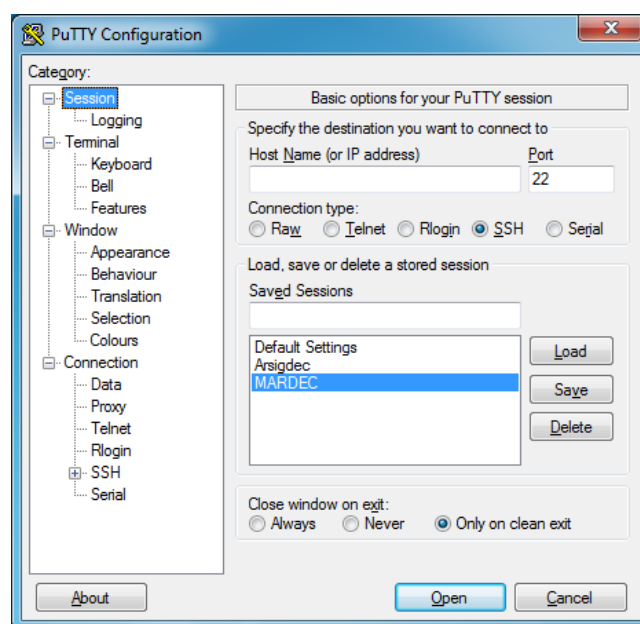 PuTTY Configuration
Category:
Session
Logging
Terminal
Keyboard
Bell
Features
Window
Appearance
Behaviour
Translation
Selection
Colours
Connection
Data
Proxy
Telnet
Rlogin
SSH
Serial
Basic options for your PuTTY session
Specify the destination you want to connect to
Host Name (or IP address) Port
22
Connection type:
Raw Telnet Rlogin SSH Serial
Load, save or delete a stored session
Saved Sessions
Default Settings
Arsigdec
MARDEC
Load
Save
Delete
Close window on exit:
Always Never Only on clean exit
About Open Cancel